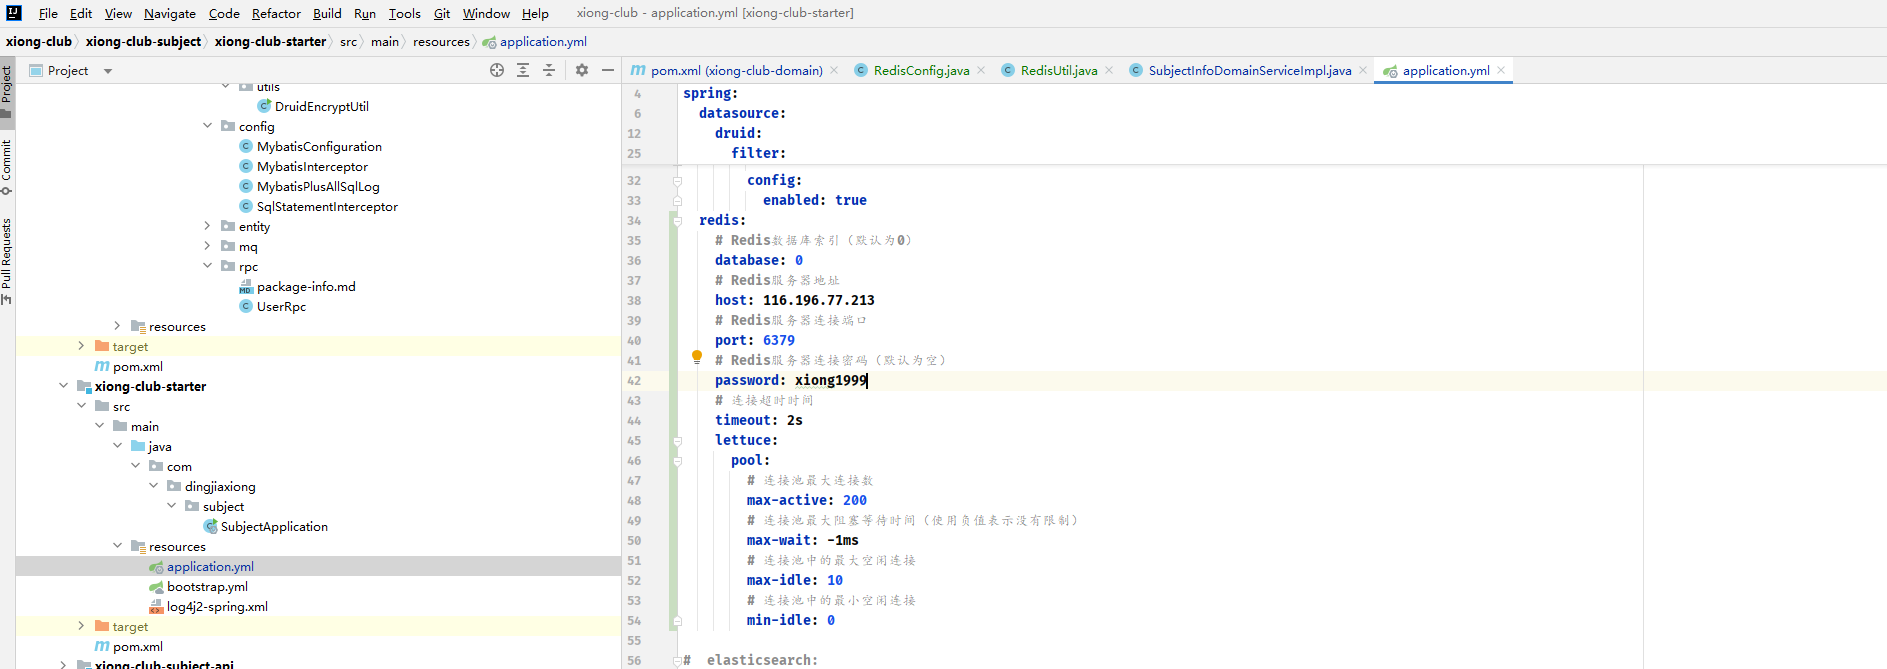 File Edit View Navigate Code Refactor Build Run Tools Git Window Help xiong-club - application.yml [xiong-club-starter]
xiong-club xiong-club-subject xiong-club-starter src main resources application.yml
Project
Commit
Pull Requests
Project
utils
DruidEncryptUtil
config
MybatisConfiguration
MybatisInterceptor
MybatisPlusAllSqlLog
SqlStatementInterceptor
entity
mq
rpc
package-info.md
UserRpc
resources
target
pom.xml
xiong-club-starter
src
main
java
com
dingjiaxiong
subject
SubjectApplication
resources
application.yml
bootstrap.yml
log4j2-spring.xml
target
pom.xml
xiong-club-subject-api
pom.xml (xiong-club-domain) RedisConfig.java RedisUtil.java SubjectInfoDomainServiceImpl.java application.yml
4 spring:
6 datasource:
12 druid:
25 filter:
32 config:
33 enabled: true
34 redis:
35 # Redis数据库索引（默认为0）
36 database: 0
37 # Redis服务器地址
38 host: 116.196.77.213
39 # Redis服务器连接端口
40 port: 6379
41 # Redis服务器连接密码（默认为空）
42 password: xiong1999
43 # 连接超时时间
44 timeout: 2s
45 lettuce:
46 pool:
47 # 连接池最大连接数
48 max-active: 200
49 # 连接池最大阻塞等待时间（使用负值表示没有限制）
50 max-wait: -1ms
51 # 连接池中的最大空闲连接
52 max-idle: 10
53 # 连接池中的最小空闲连接
54 min-idle: 0
55
56 # elasticsearch: